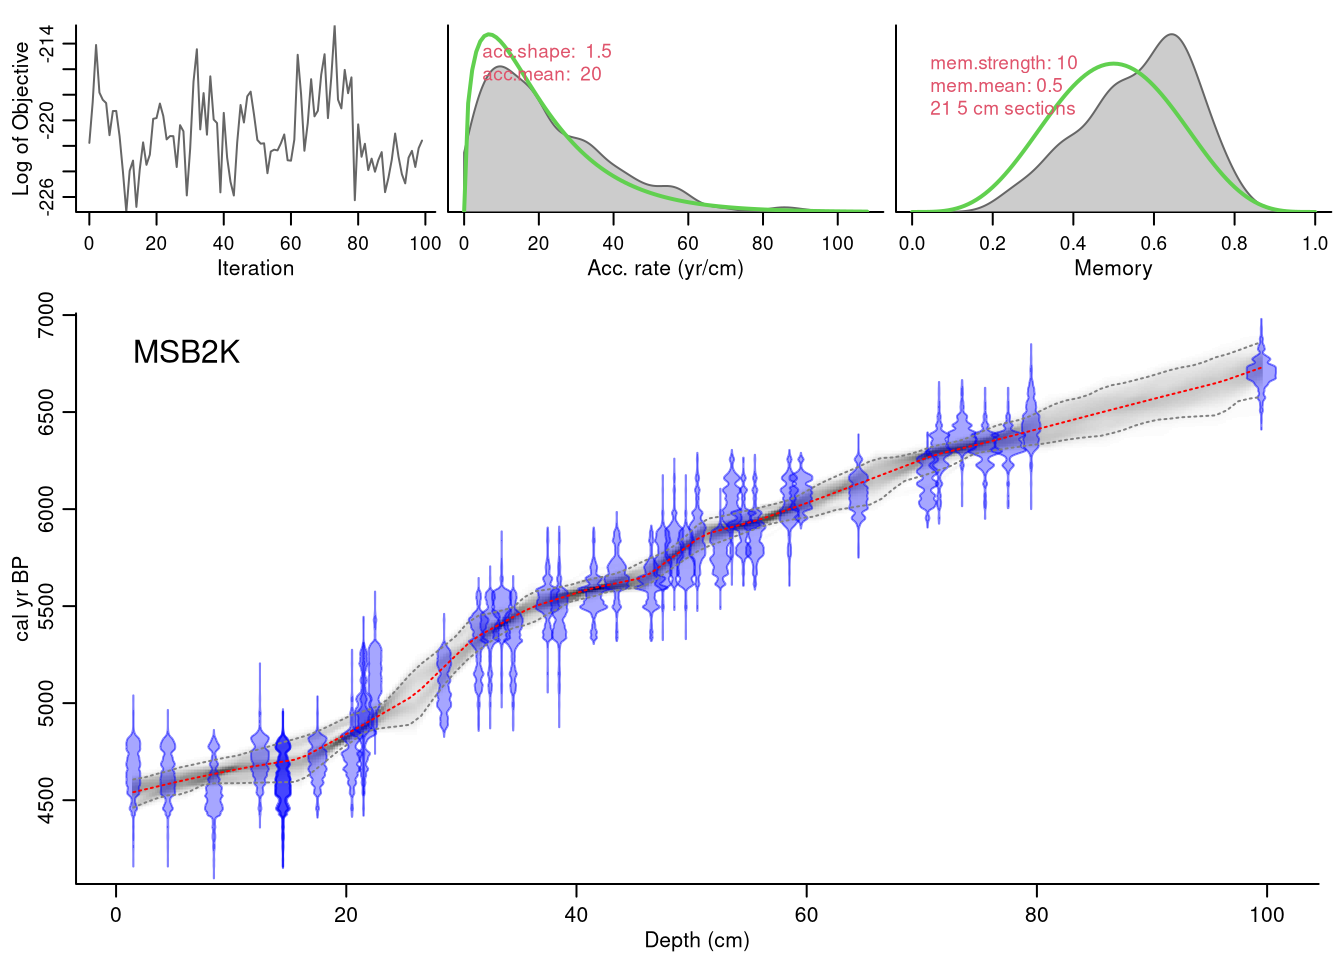 Log of Objective
-226 -220 -214
0 20 40 60 80 100
Iteration
acc.shape: 1.5
acc.mean: 20
0 20 40 60 80 100
Acc. rate (yr/cm)
mem.strength: 10
mem.mean: 0.5
21 5 cm sections
0.0 0.2 0.4 0.6 0.8 1.0
Memory
MSB2K
cal yr BP
4500 5000 5500 6000 6500 7000
0 20 40 60 80 100
Depth (cm)